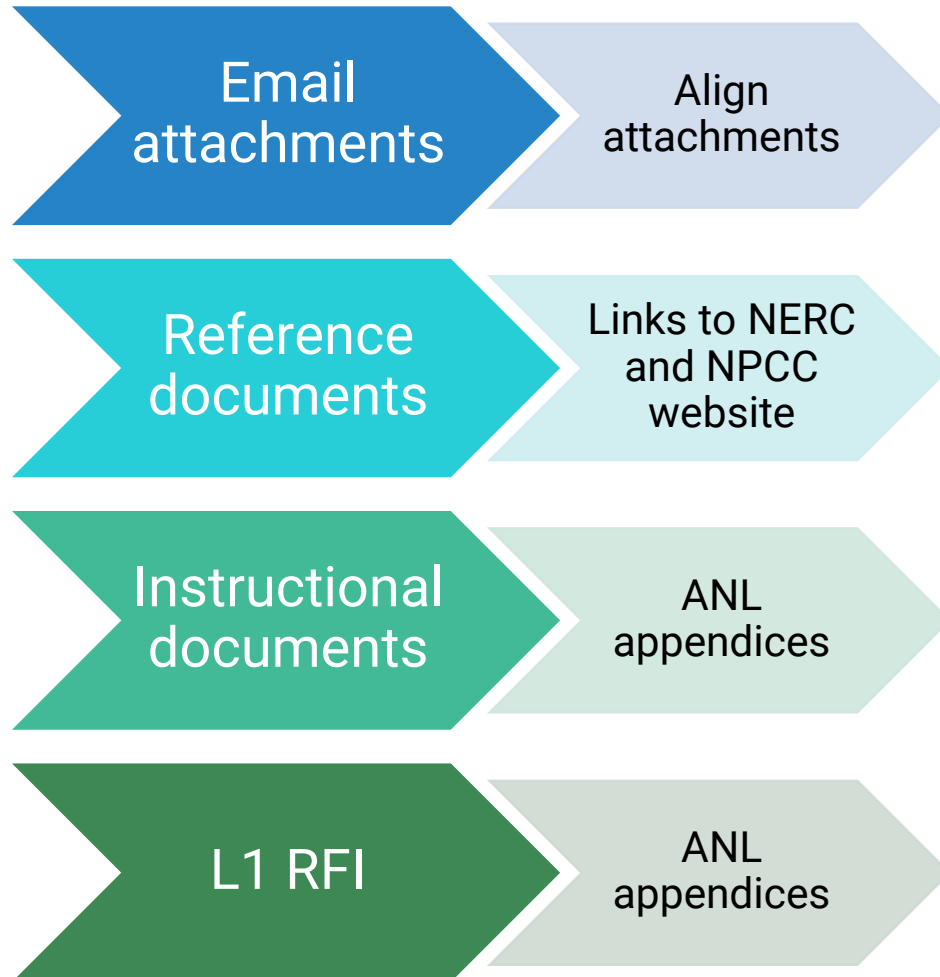 Email
attachments
Align
attachments
Reference
documents
Links to NERC
and NPCC
website
Instructional
documents
ANL
appendices
L1 RFI
ANL
appendices